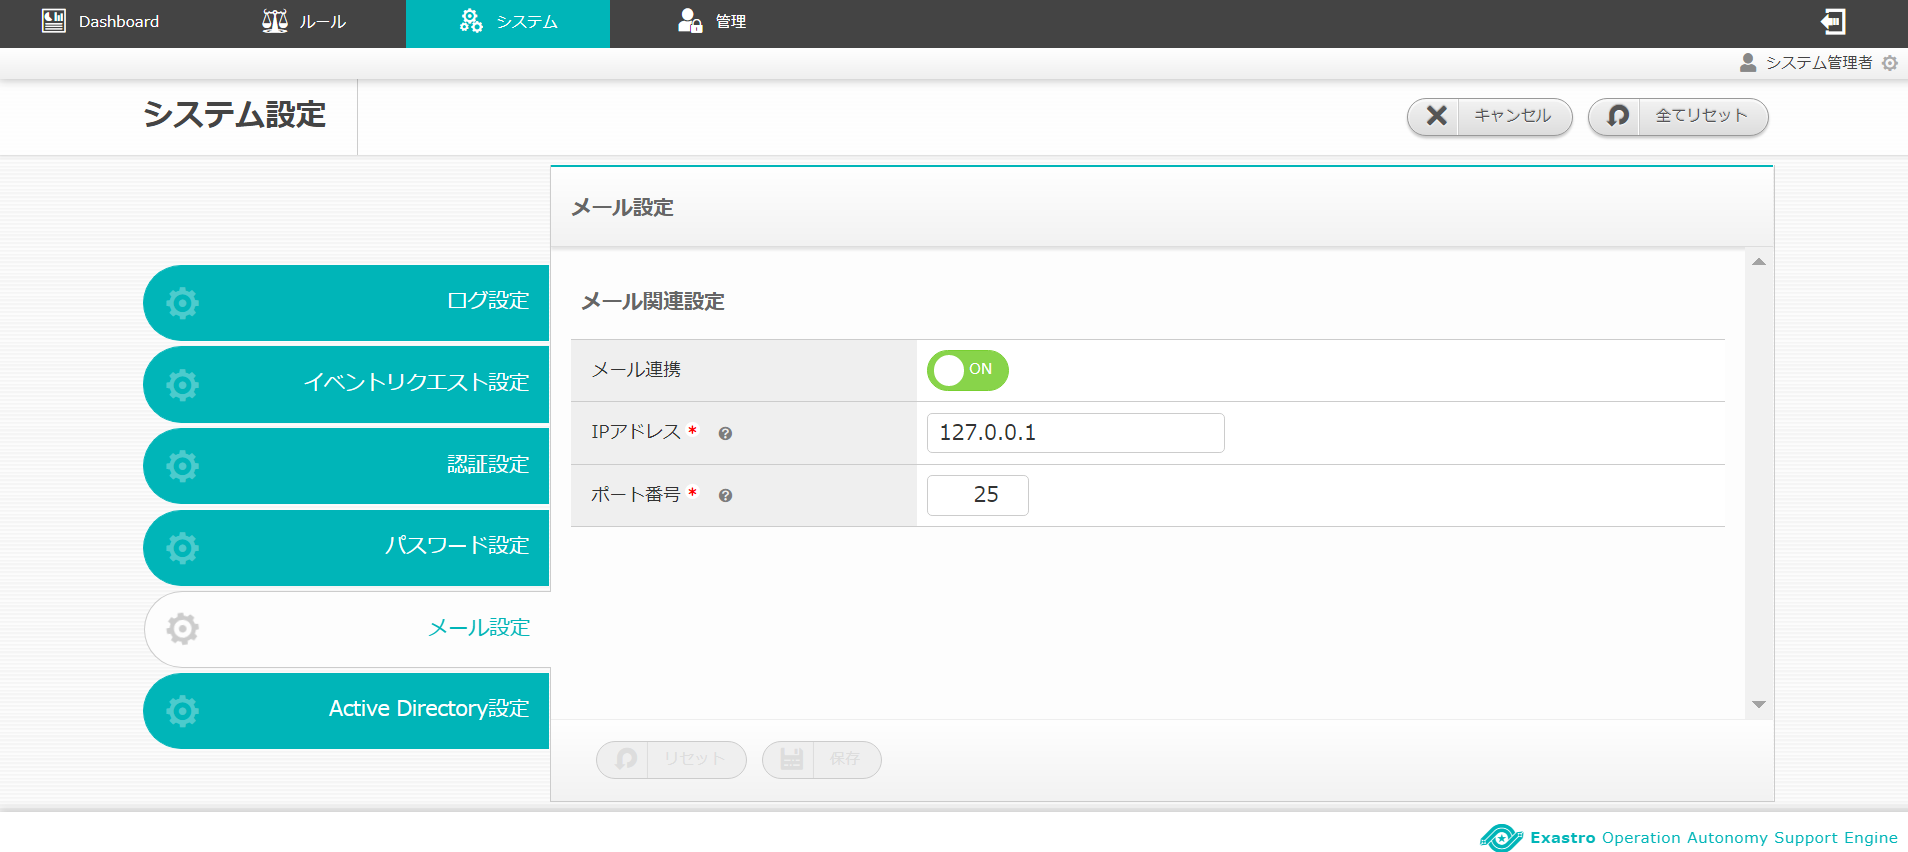 Dashboard
ルール
システム
管理
システム管理者
システム設定
キャンセル
全てリセット
メール設定
ログ設定
イベントリクエスト設定
認証設定
パスワード設定
メール設定
Active Directory設定
メール関連設定
メール連携
ON
IPアドレス * ?
127.0.0.1
ポート番号 * ?
25
リセット
保存
Exastro Operation Autonomy Support Engine